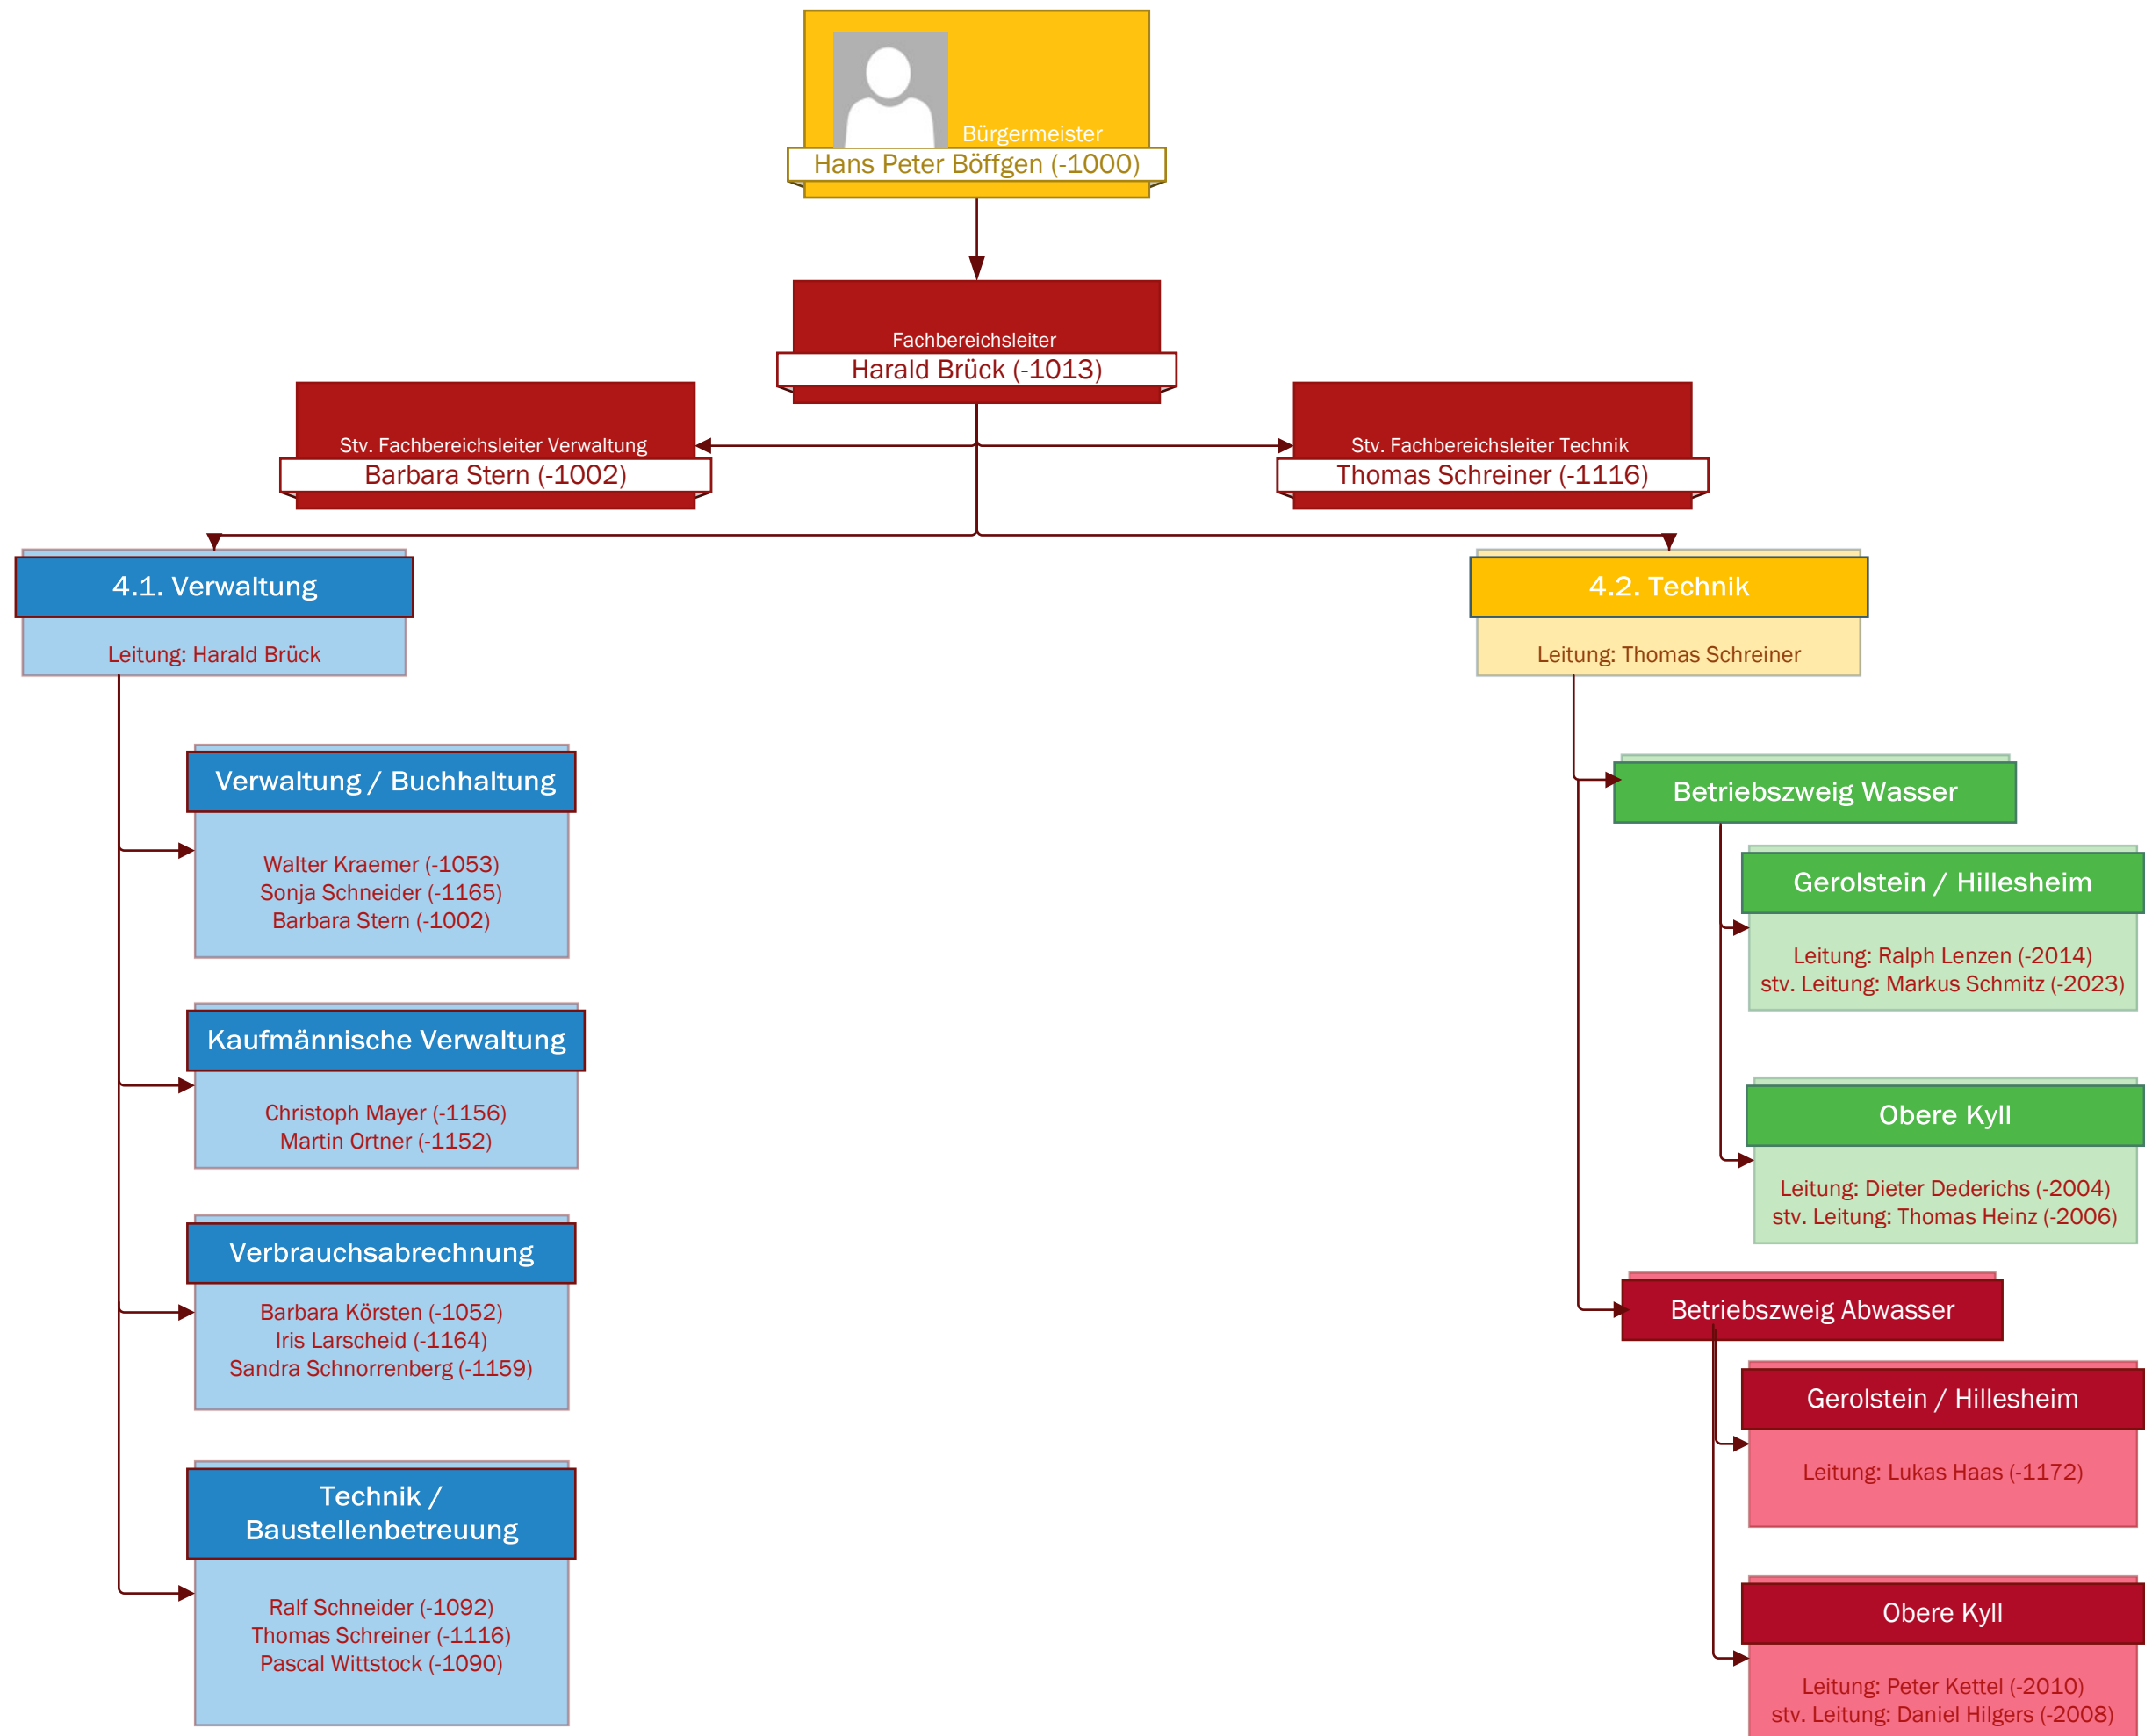 Bürgermeister
Hans Peter Böffgen (-1000)
Fachbereichsleiter
Harald Brück (-1013)
Stv. Fachbereichsleiter Verwaltung
Barbara Stern (-1002)
Stv. Fachbereichsleiter Technik
Thomas Schreiner (-1116)
4.1. Verwaltung
Leitung: Harald Brück
Verwaltung / Buchhaltung
Walter Kraemer (-1053)
Sonja Schneider (-1165)
Barbara Stern (-1002)
Kaufmännische Verwaltung
Christoph Mayer (-1156)
Martin Ortner (-1152)
Verbrauchsabrechnung
Barbara Körsten (-1052)
Iris Larscheid (-1164)
Sandra Schnorrenberg (-1159)
Technik /
Baustellenbetreuung
Ralf Schneider (-1092)
Thomas Schreiner (-1116)
Pascal Wittstock (-1090)
4.2. Technik
Leitung: Thomas Schreiner
Betriebszweig Wasser
Gerolstein / Hillesheim
Leitung: Ralph Lenzen (-2014)
stv. Leitung: Markus Schmitz (-2023)
Obere Kyll
Leitung: Dieter Dederichs (-2004)
stv. Leitung: Thomas Heinz (-2006)
Betriebszweig Abwasser
Gerolstein / Hillesheim
Leitung: Lukas Haas (-1172)
Obere Kyll
Leitung: Peter Kettel (-2010)
stv. Leitung: Daniel Hilgers (-2008)